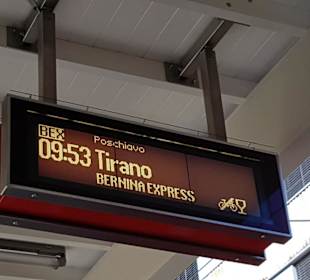 BEX Poschiavo
09:53 Tirano
BERNINA EXPRESS